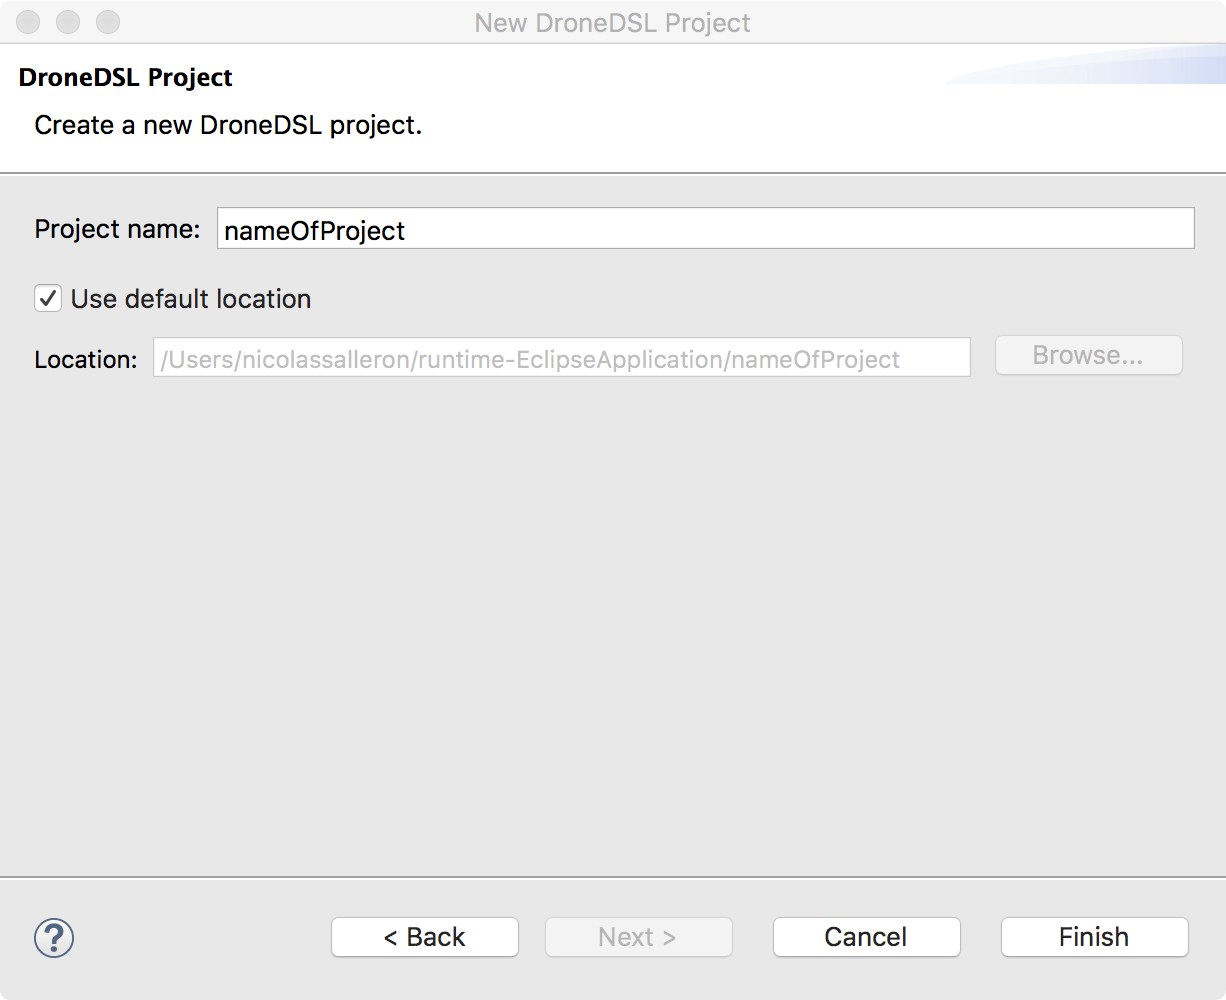 New DroneDSL Project
DroneDSL Project
Create a new DroneDSL project.
Project name: nameOfProject
Use default location
Location: /Users/nicolassalleron/runtime-EclipseApplication/nameOfProject Browse...
? < Back Next > Cancel Finish